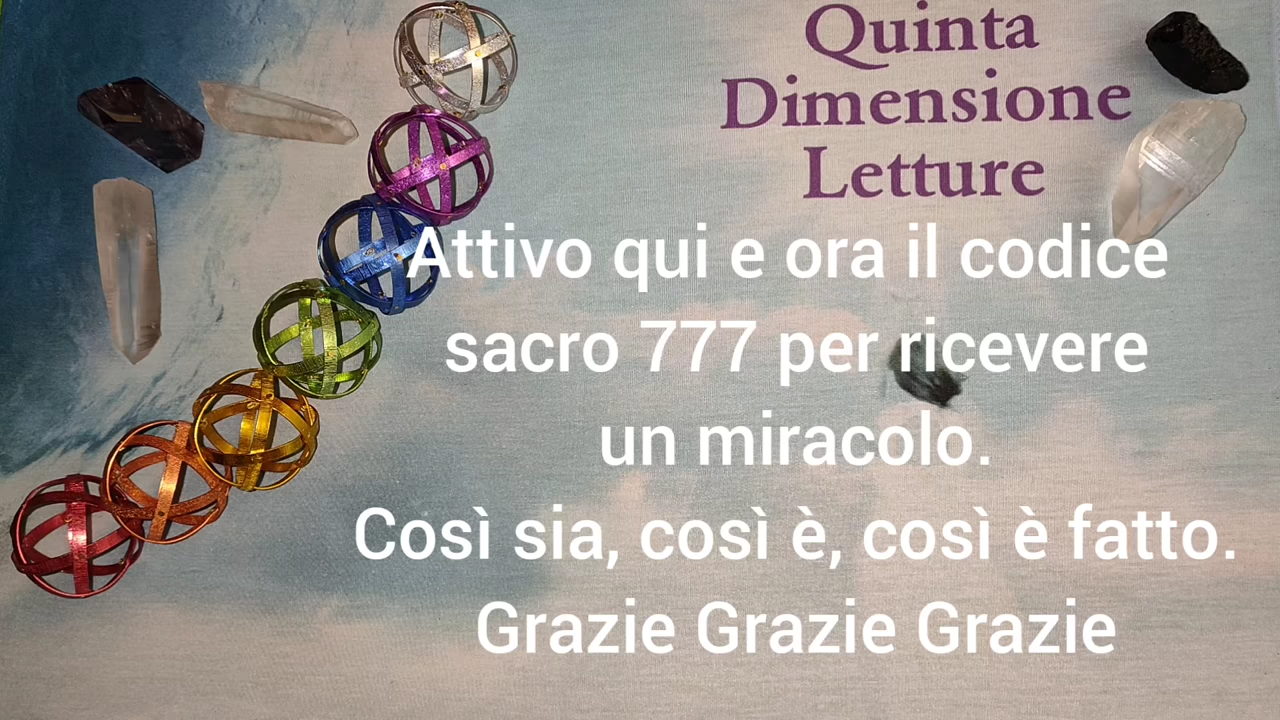 Quinta
Dimensione
Letture
Attivo qui e ora il codice
sacro 777 per ricevere
un miracolo.
Così sia, così è, così è fatto.
Grazie Grazie Grazie